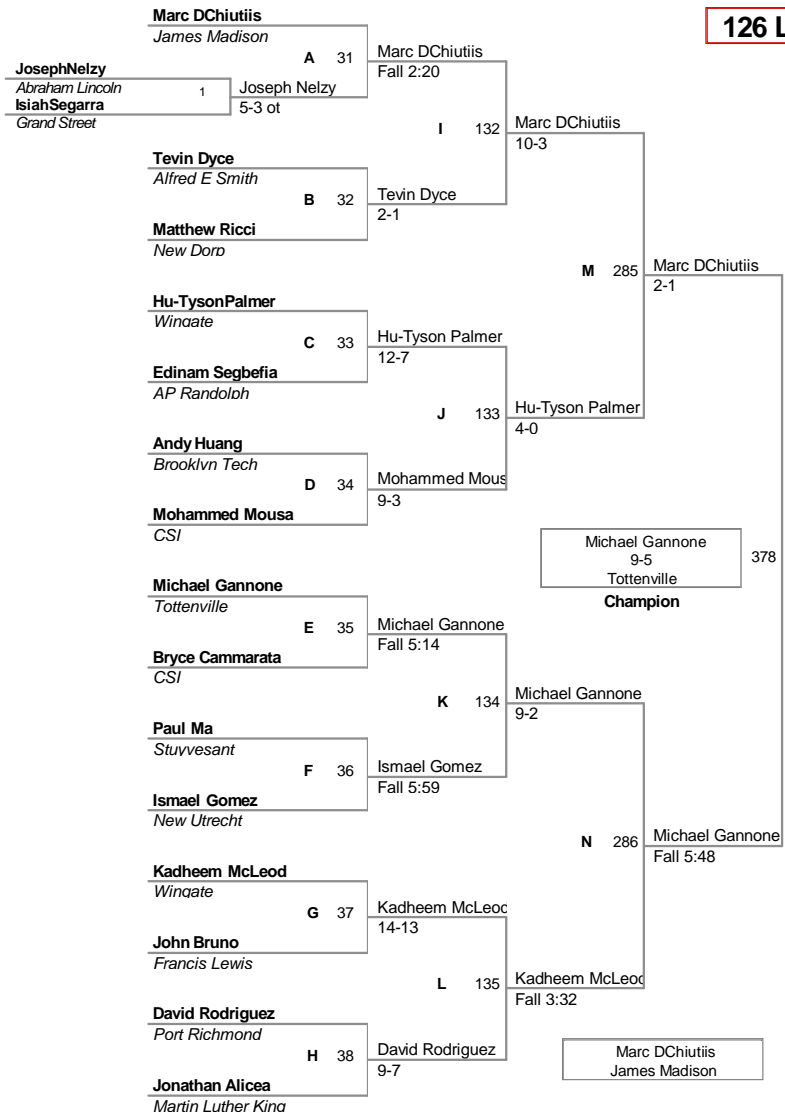 Marc DChiutiis
James Madison
126 L
A 31
Marc DChiutiis
Fall 2:20
JosephNelzy
Abraham Lincoln
1
Joseph Nelzy
5-3 ot
IsiahSegarra
Grand Street
I 132
Marc DChiutiis
10-3
Tevin Dyce
Alfred E Smith
B 32
Tevin Dyce
2-1
Matthew Ricci
New Dorp
M 285
Marc DChiutiis
2-1
Hu-TysonPalmer
Wingate
C 33
Hu-Tyson Palmer
12-7
Edinam Segbefia
AP Randolph
J 133
Hu-Tyson Palmer
4-0
Andy Huang
Brooklyn Tech
D 34
Mohammed Mous
9-3
Mohammed Mousa
CSI
Michael Gannone
9-5
Tottenville
378
Champion
Michael Gannone
Tottenville
E 35
Michael Gannone
Fall 5:14
Bryce Cammarata
CSI
K 134
Michael Gannone
9-2
Paul Ma
Stuyvesant
F 36
Ismael Gomez
Fall 5:59
Ismael Gomez
New Utrecht
N 286
Michael Gannone
Fall 5:48
Kadheem McLeod
Wingate
G 37
Kadheem McLeod
14-13
John Bruno
Francis Lewis
L 135
Kadheem McLeod
Fall 3:32
David Rodriguez
Port Richmond
H 38
David Rodriguez
9-7
Jonathan Alicea
Martin Luther King
Marc DChiutiis
James Madison